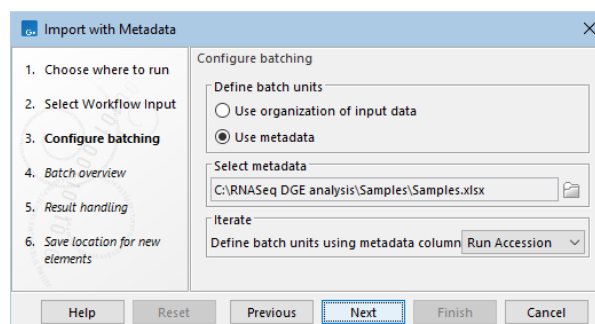 Import with Metadata
1. Choose where to run
2. Select Workflow Input
3. Configure batching
4. Batch overview
5. Result handling
6. Save location for new
elements
Configure batching
Define batch units
Use organization of input data
Use metadata
Select metadata
C:\RNASeq DGE analysis\Samples\Samples.xlsx
Iterate
Define batch units using metadata column Run Accession
Help Reset Previous Next Finish Cancel